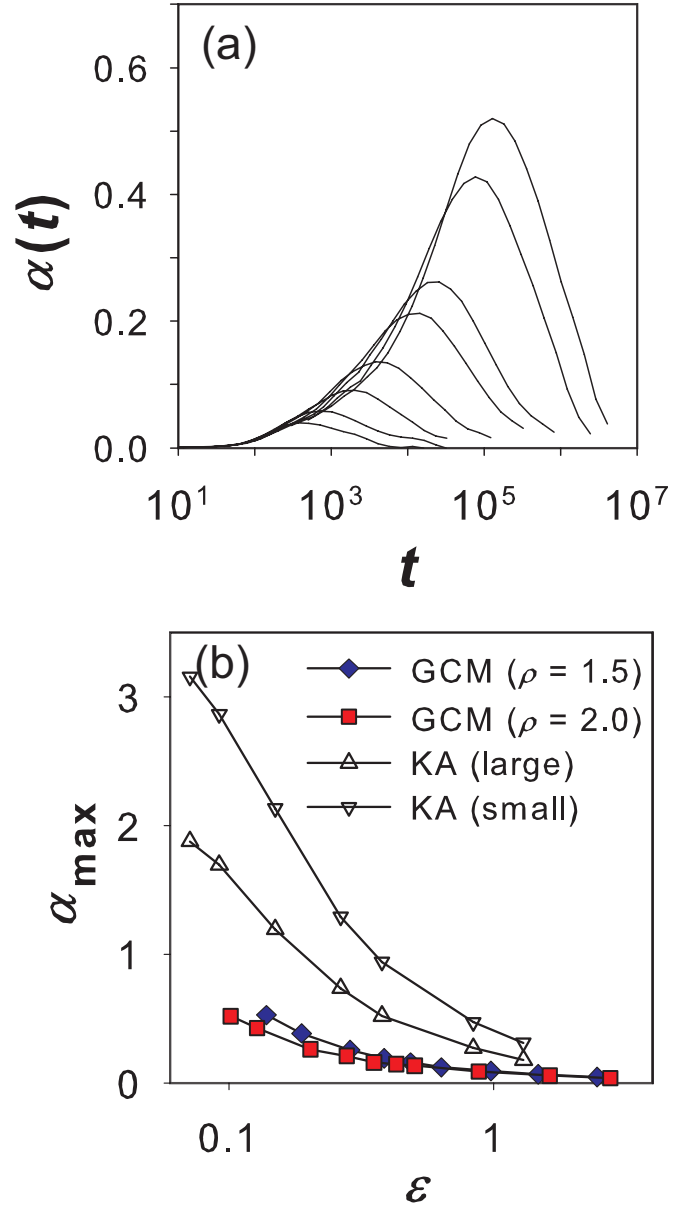 (a)
0.6
0.4
0.2
0.0
α(t)
10¹ 10³ 10⁵ 10⁷
t
(b)
GCM (ρ = 1.5)
GCM (ρ = 2.0)
KA (large)
KA (small)
3
2
1
0
αmax
0.1 1
ε